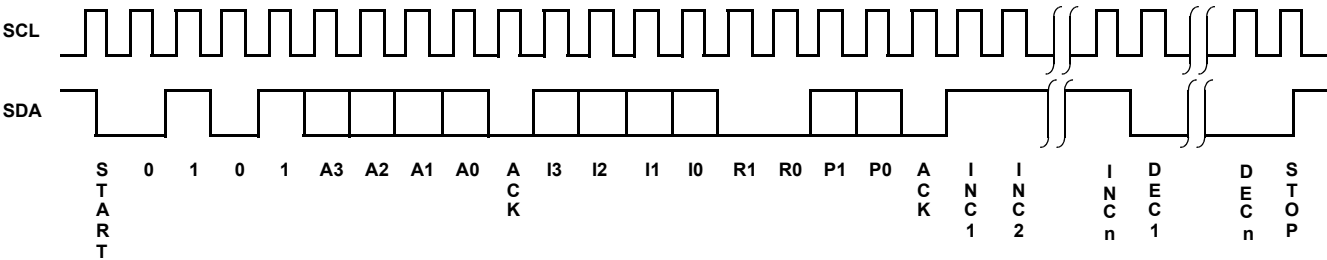 SCL
SDA
START 0 1 0 1 A3 A2 A1 A0 ACK I3 I2 I1 I0 R1 R0 P1 P0 ACK INC1 INC2 INCn DEC1 DECn STOP